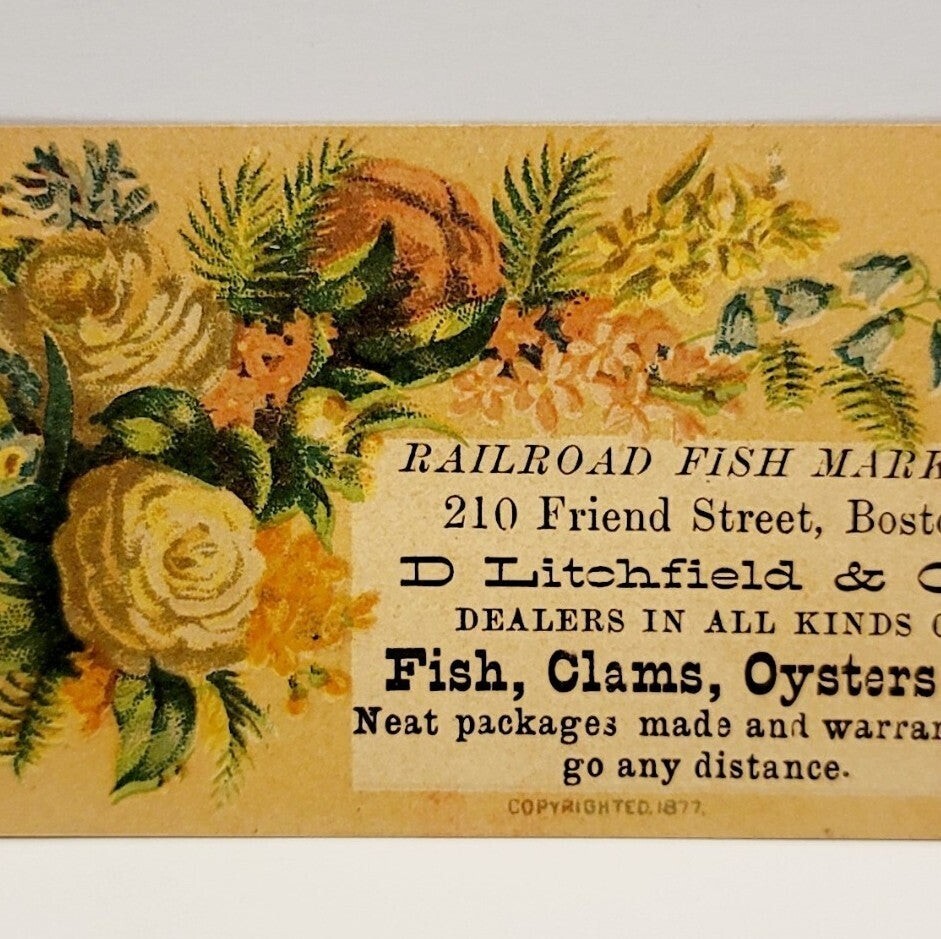 RAILROAD FISH MARK
210 Friend Street, Bost
D Litchfield & C
DEALERS IN ALL KINDS O
Fish, Clams, Oysters
Neat packages made and warran
go any distance.
COPYRIGHTED. 1877.